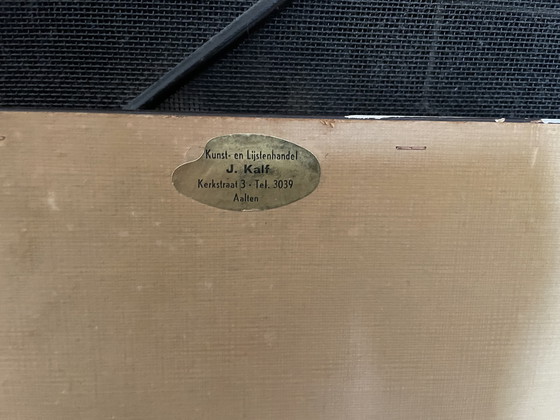 Kunst- en Lijstenhandel
J. Kalf
Kerkstraat 3 - Tel. 3039
Aalten